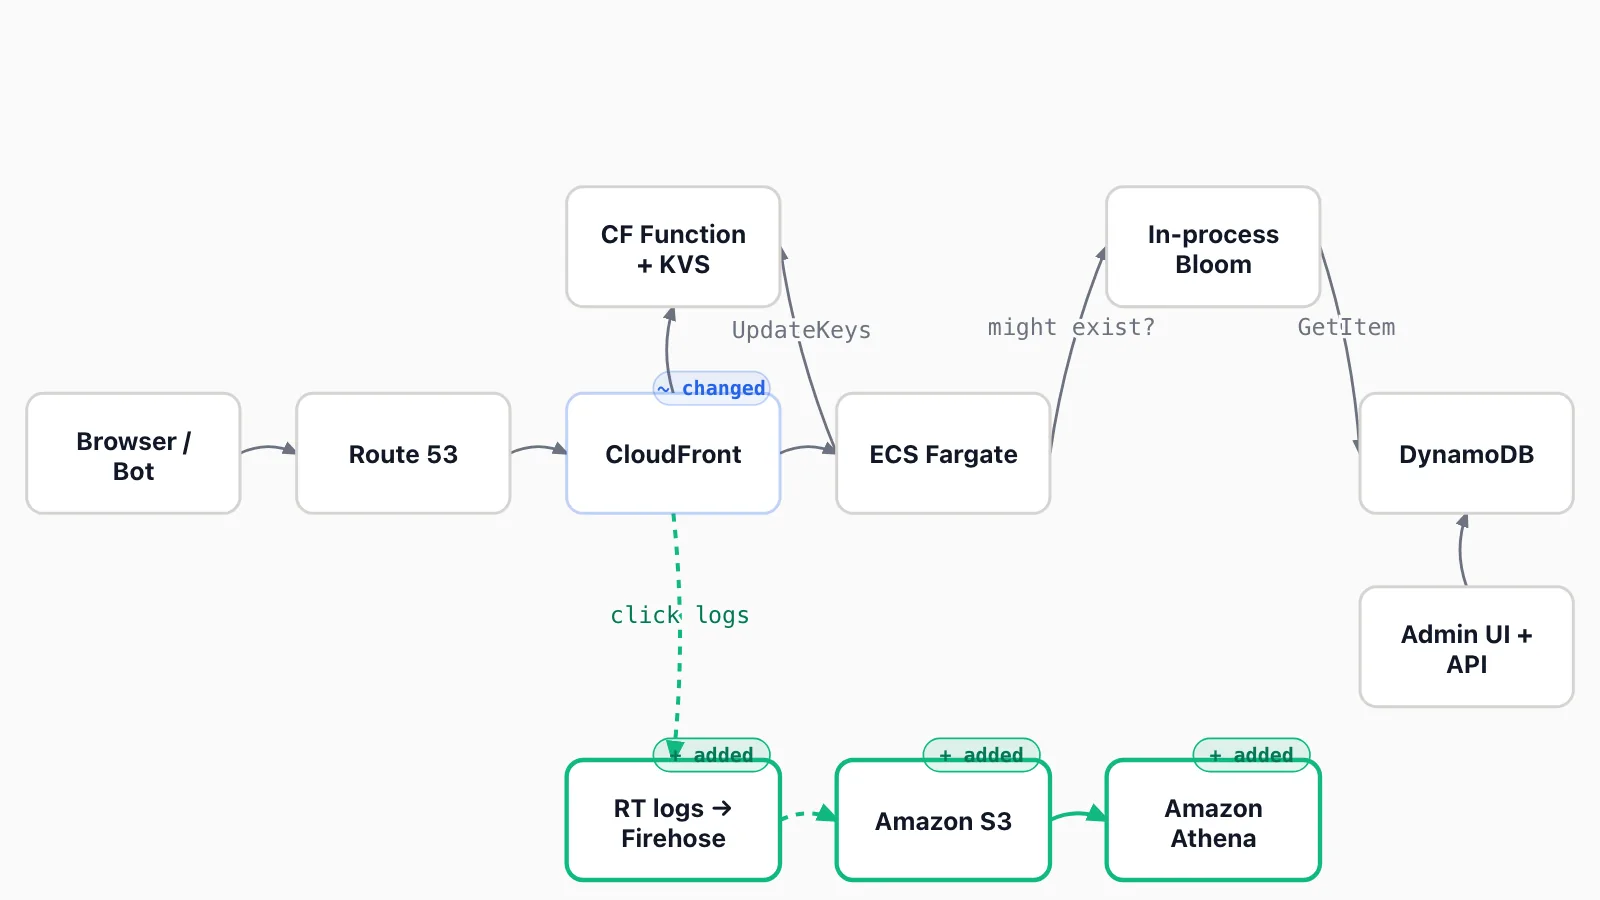 CF Function
+ KVS
In-process
Bloom
UpdateKeys
might exist?
GetItem
~ changed
Browser /
Bot
Route 53
CloudFront
ECS Fargate
DynamoDB
click logs
Admin UI +
API
+ added
+ added
+ added
RT logs →
Firehose
Amazon S3
Amazon
Athena